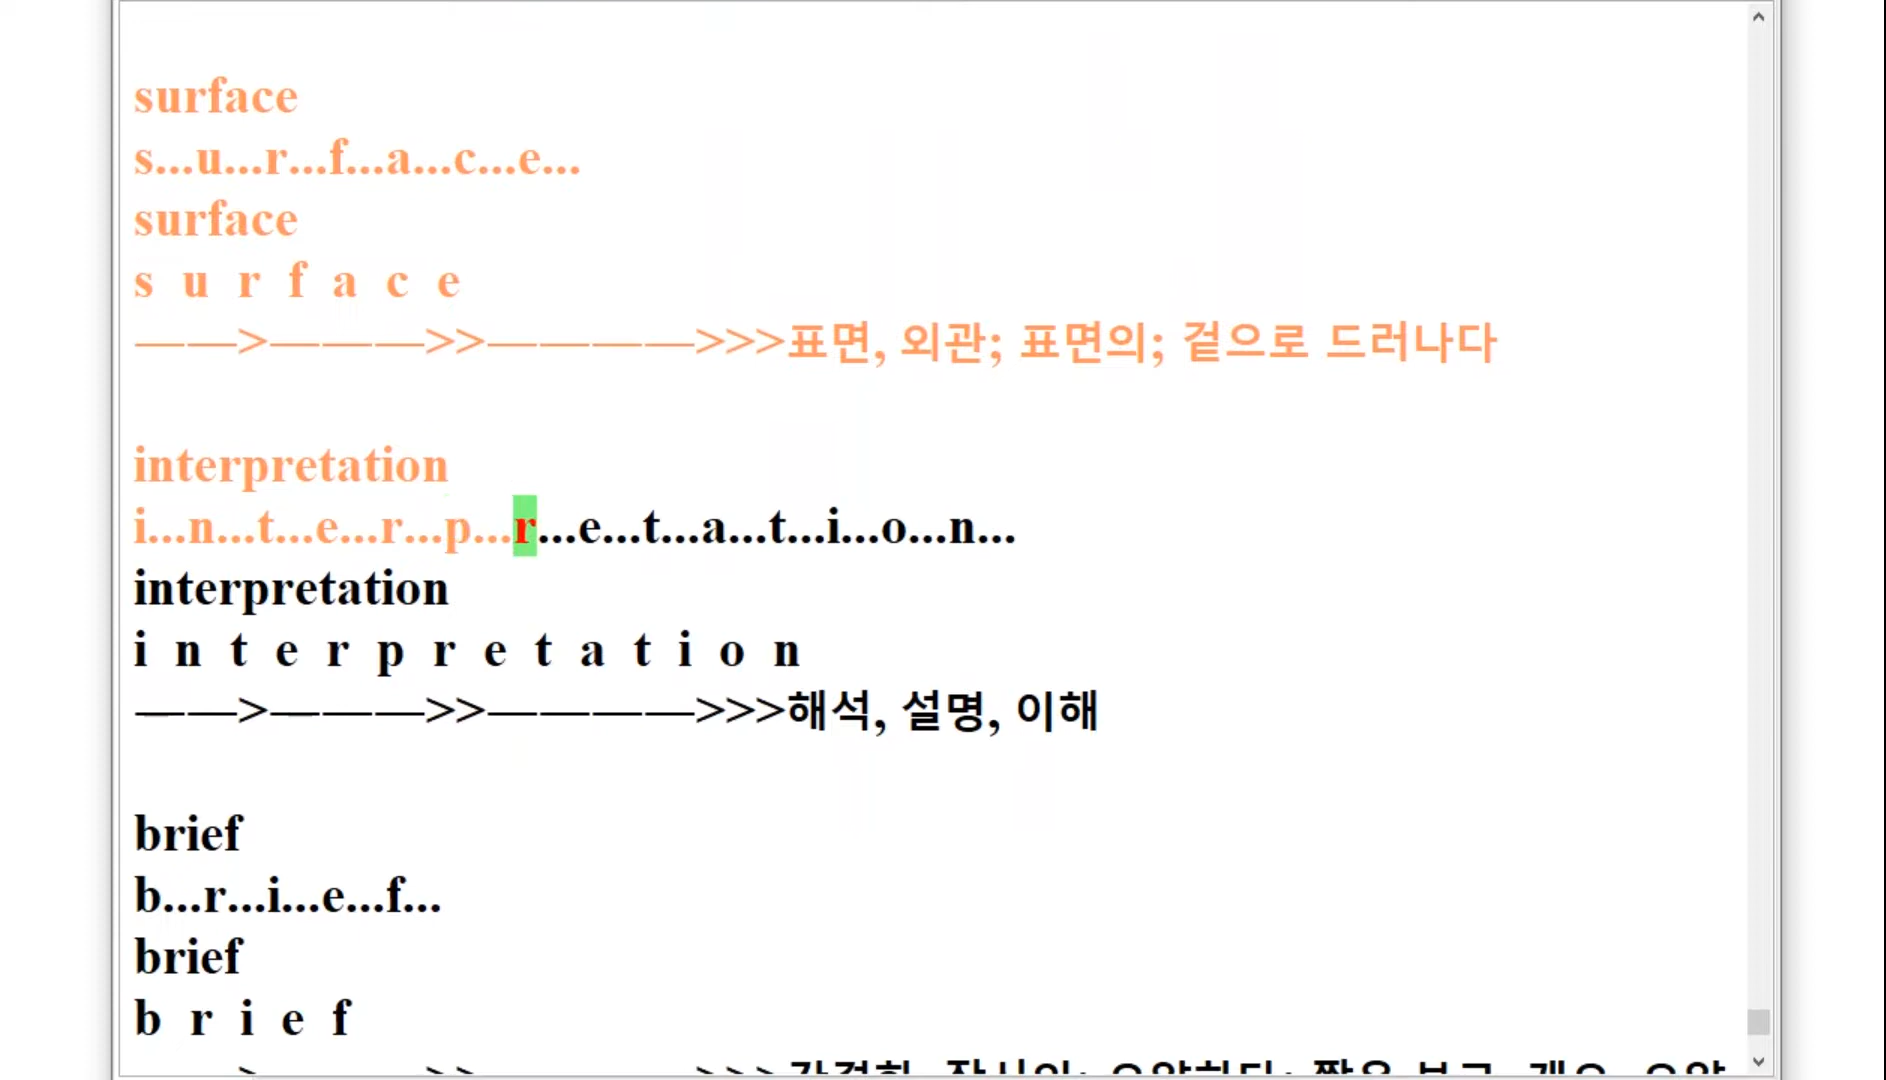 surface
s...u...r...f...a...c...e...
surface
s u r f a c e
——>———>>————>>>표면, 외관; 표면의; 겉으로 드러나다
interpretation
i...n...t...e...r...p...r...e...t...a...t...i...o...n...
interpretation
i n t e r p r e t a t i o n
——>———>>————>>>해석, 설명, 이해
brief
b...r...i...e...f...
brief
b r i e f